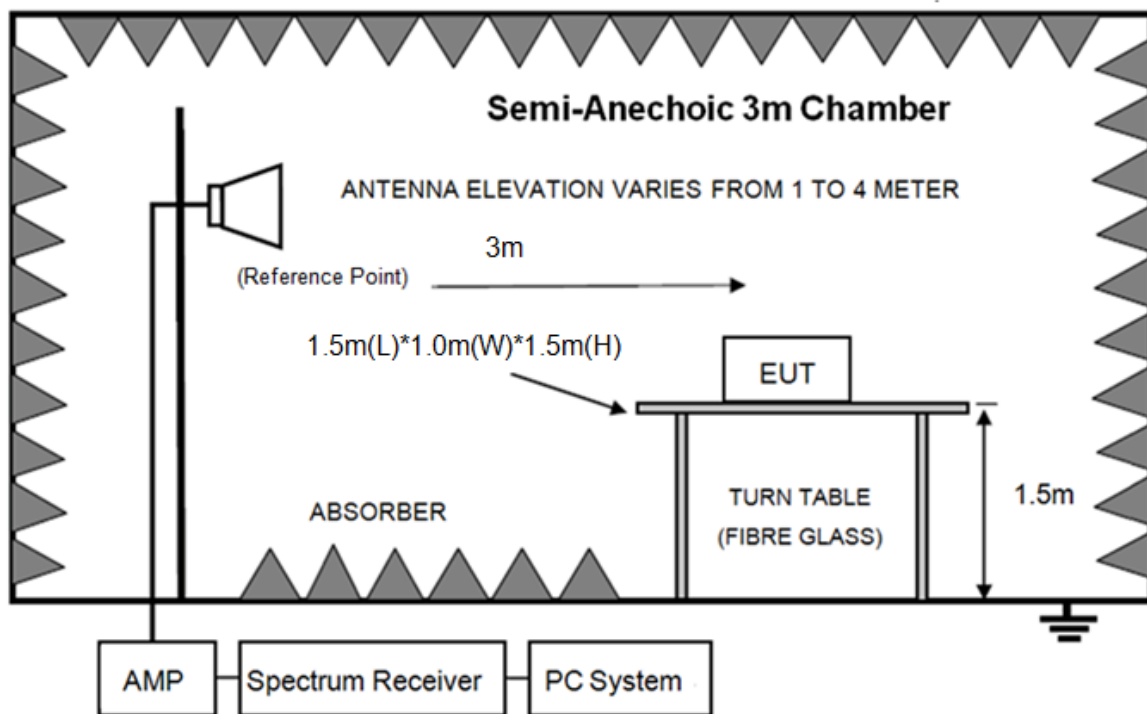 Semi-Anechoic 3m Chamber
ANTENNA ELEVATION VARIES FROM 1 TO 4 METER
3m
(Reference Point)
1.5m(L)*1.0m(W)*1.5m(H)
EUT
1.5m
TURN TABLE
(FIBRE GLASS)
ABSORBER
AMP
Spectrum Receiver
PC System